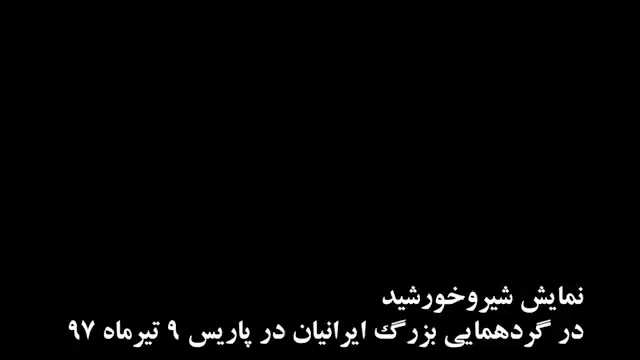 نمایش شیروخورشید
در گردهمایی بزرگ ایرانیان در پاریس ۹ تیرماه ۹۷